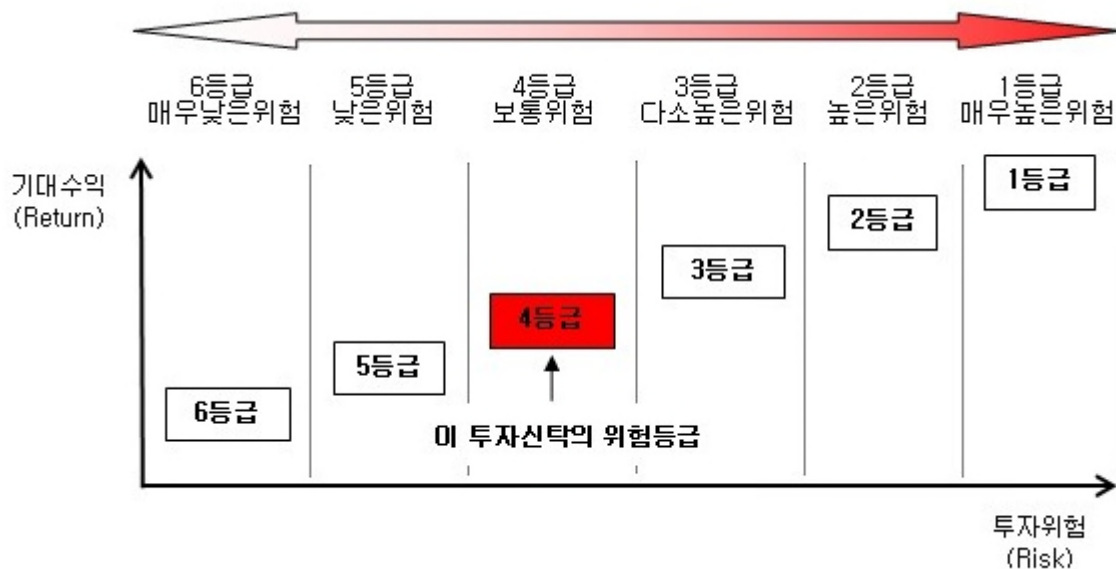 6등급
매우낮은위험
5등급
낮은위험
4등급
보통위험
3등급
다소높은위험
2등급
높은위험
1등급
매우높은위험
기대수익
(Return)
1등급
2등급
3등급
4등급
5등급
6등급
이 투자신탁의 위험등급
투자위험
(Risk)